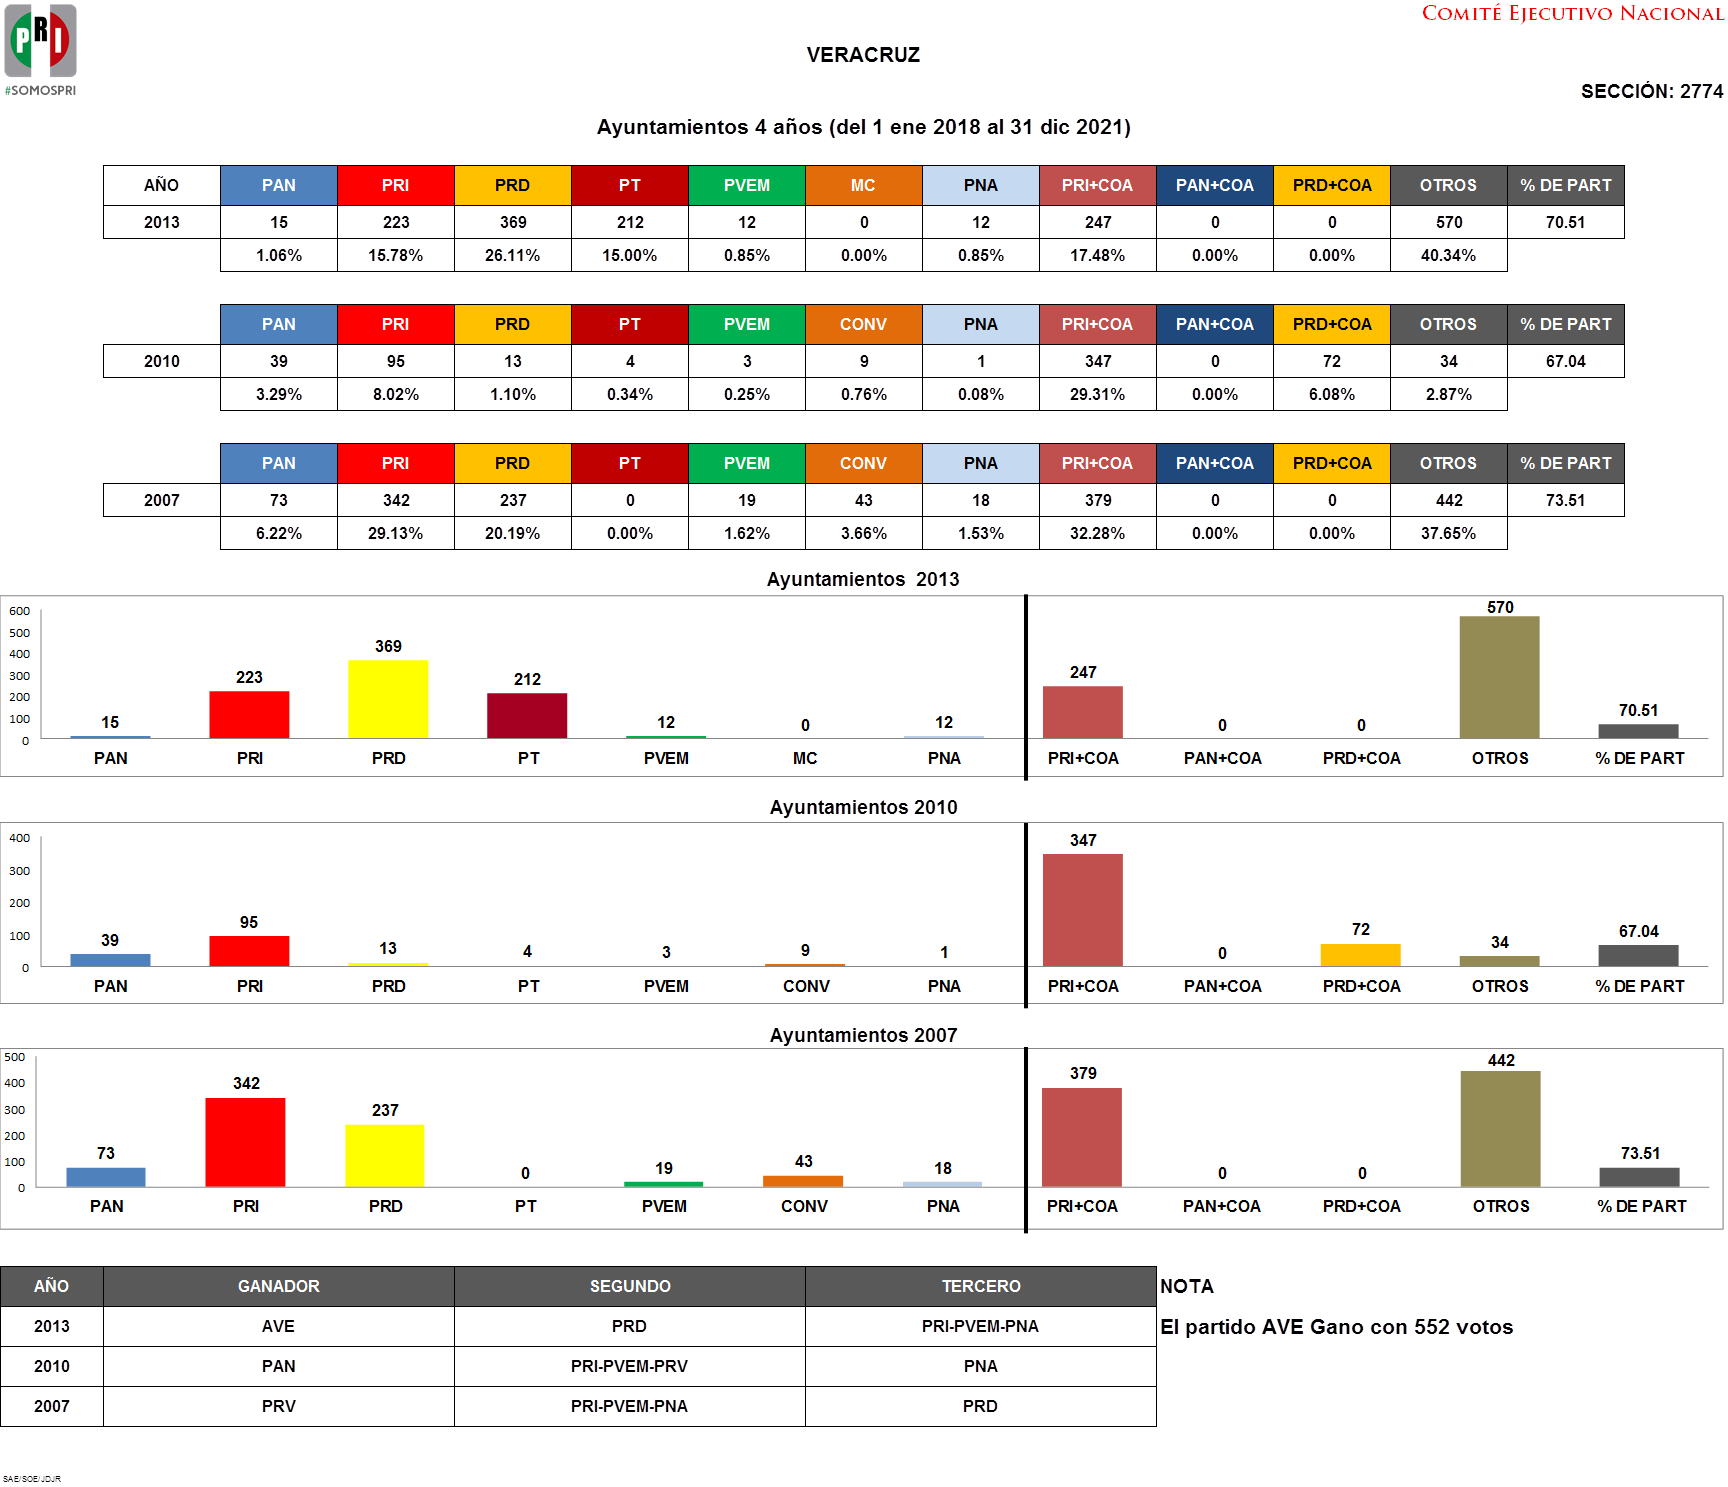 COMITÉ EJECUTIVO NACIONAL
PRI
#SOMOSPRI
VERACRUZ
SECCIÓN: 2774
Ayuntamientos 4 años (del 1 ene 2018 al 31 dic 2021)
AÑO PAN PRI PRD PT PVEM MC PNA PRI+COA PAN+COA PRD+COA OTROS % DE PART
2013 15 223 369 212 12 0 12 247 0 0 570 70.51
1.06% 15.78% 26.11% 15.00% 0.85% 0.00% 0.85% 17.48% 0.00% 0.00% 40.34%
PAN PRI PRD PT PVEM CONV PNA PRI+COA PAN+COA PRD+COA OTROS % DE PART
2010 39 95 13 4 3 9 1 347 0 72 34 67.04
3.29% 8.02% 1.10% 0.34% 0.25% 0.76% 0.08% 29.31% 0.00% 6.08% 2.87%
PAN PRI PRD PT PVEM CONV PNA PRI+COA PAN+COA PRD+COA OTROS % DE PART
2007 73 342 237 0 19 43 18 379 0 0 442 73.51
6.22% 29.13% 20.19% 0.00% 1.62% 3.66% 1.53% 32.28% 0.00% 0.00% 37.65%
Ayuntamientos 2013
600
500
400
300
200
100
0
15 223 369 212 12 0 12 247 0 0 570 70.51
PAN PRI PRD PT PVEM MC PNA PRI+COA PAN+COA PRD+COA OTROS % DE PART
Ayuntamientos 2010
400
300
200
100
0
39 95 13 4 3 9 1 347 0 72 34 67.04
PAN PRI PRD PT PVEM CONV PNA PRI+COA PAN+COA PRD+COA OTROS % DE PART
Ayuntamientos 2007
500
400
300
200
100
0
73 342 237 0 19 43 18 379 0 0 442 73.51
PAN PRI PRD PT PVEM CONV PNA PRI+COA PAN+COA PRD+COA OTROS % DE PART
AÑO GANADOR SEGUNDO TERCERO NOTA
2013 AVE PRD PRI-PVEM-PNA El partido AVE Gano con 552 votos
2010 PAN PRI-PVEM-PRV PNA
2007 PRV PRI-PVEM-PNA PRD
SAE/SOE/JDJR